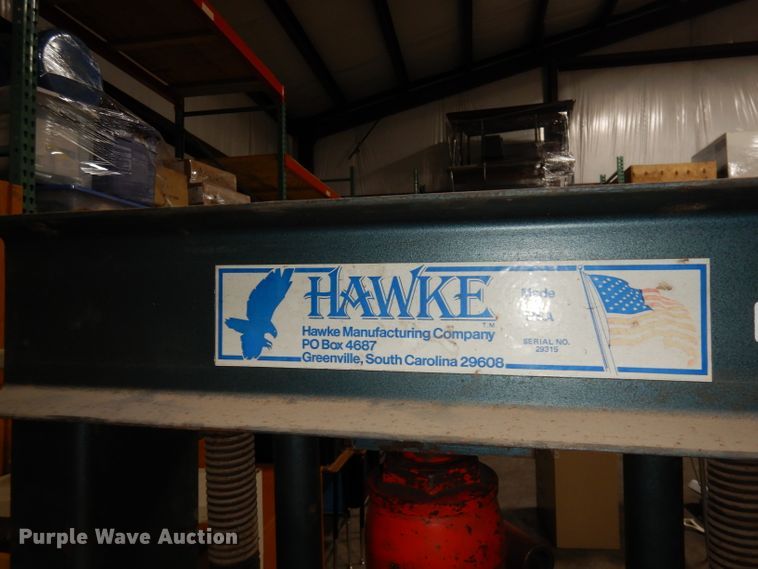 HAWKE
T.M.
Hawke Manufacturing Company
PO Box 4687
Greenville, South Carolina 29608
Made
USA
SERIAL NO.
29315
Purple Wave Auction